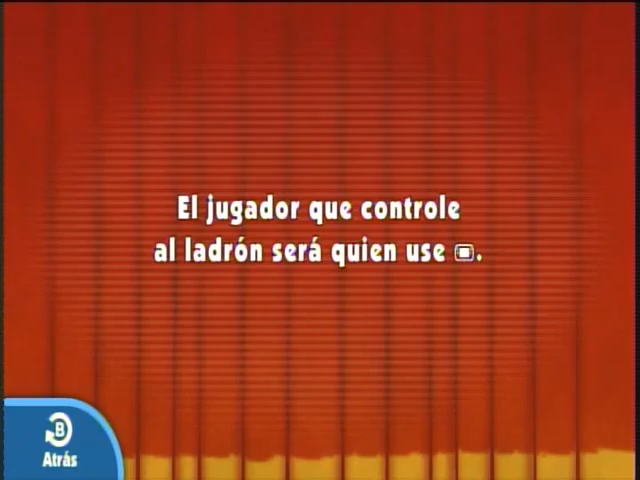 El jugador que controle
al ladrón será quien use .
B
Atrás